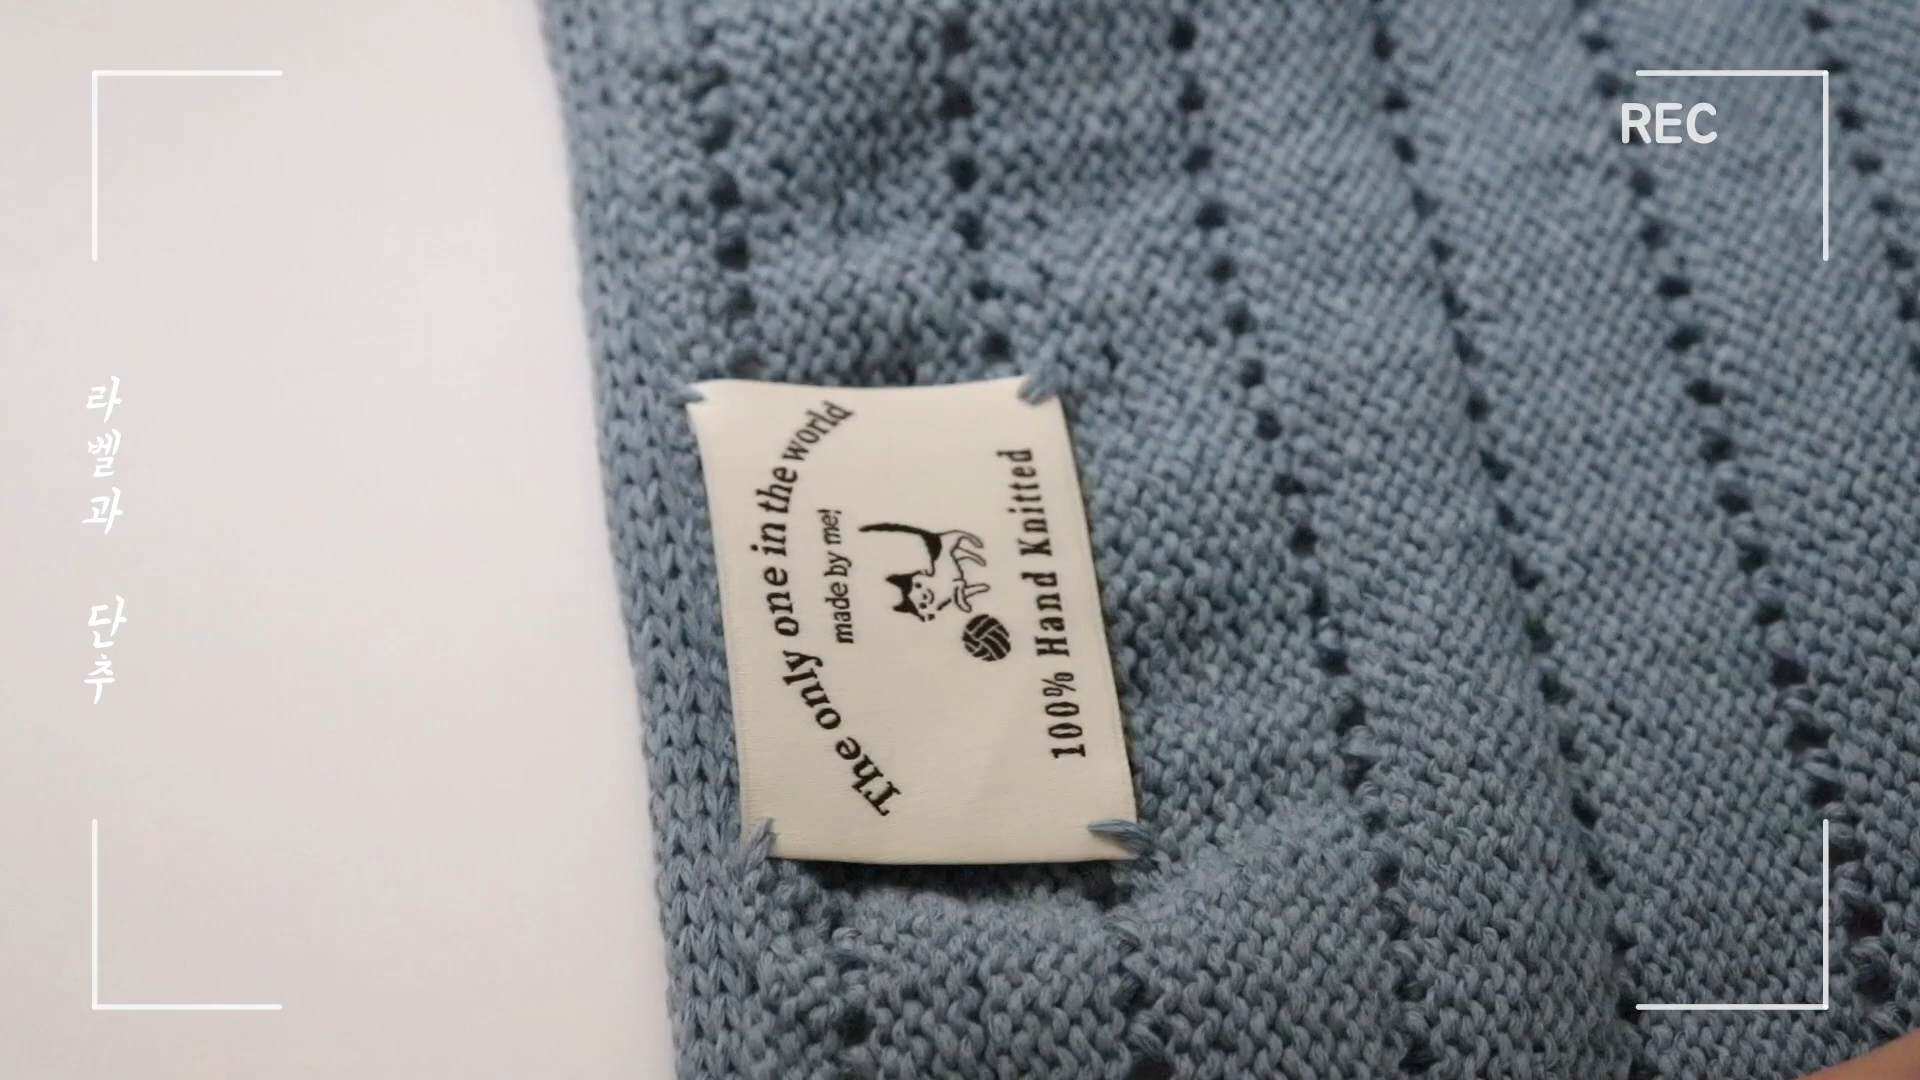 REC
라벨과 단추
The only one in the world
made by me!
100% Hand Knitted